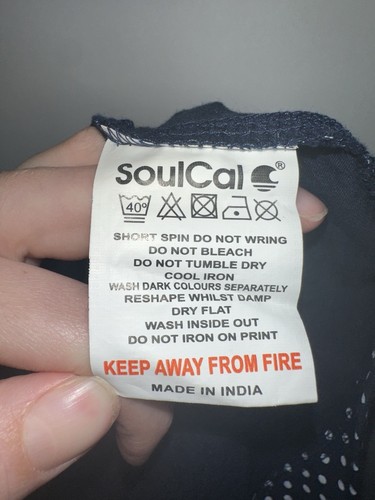 SoulCal ®
40°
SHORT SPIN DO NOT WRING
DO NOT BLEACH
DO NOT TUMBLE DRY
COOL IRON
WASH DARK COLOURS SEPARATELY
RESHAPE WHILST DAMP
DRY FLAT
WASH INSIDE OUT
DO NOT IRON ON PRINT
KEEP AWAY FROM FIRE
MADE IN INDIA